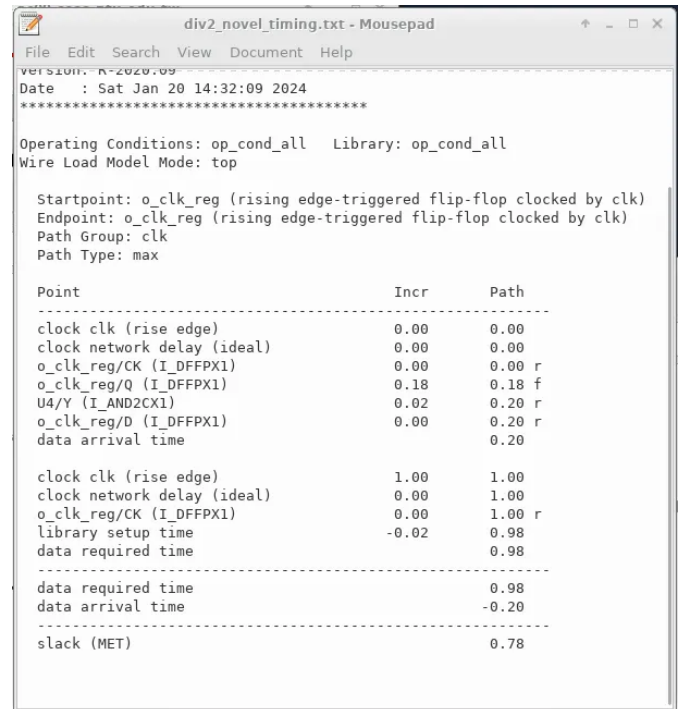 div2_novel_timing.txt - Mousepad
File Edit Search View Document Help
Version: R-2020.09
Date   : Sat Jan 20 14:32:09 2024
****************************************
Operating Conditions: op_cond_all   Library: op_cond_all
Wire Load Model Mode: top
Startpoint: o_clk_reg (rising edge-triggered flip-flop clocked by clk)
Endpoint: o_clk_reg (rising edge-triggered flip-flop clocked by clk)
Path Group: clk
Path Type: max
Point Incr Path
-----------------------------------------------------------
clock clk (rise edge) 0.00 0.00
clock network delay (ideal) 0.00 0.00
o_clk_reg/CK (I_DFFPX1) 0.00 0.00 r
o_clk_reg/Q (I_DFFPX1) 0.18 0.18 f
U4/Y (I_AND2CX1) 0.02 0.20 r
o_clk_reg/D (I_DFFPX1) 0.00 0.20 r
data arrival time 0.20
clock clk (rise edge) 1.00 1.00
clock network delay (ideal) 0.00 1.00
o_clk_reg/CK (I_DFFPX1) 0.00 1.00 r
library setup time -0.02 0.98
data required time 0.98
-----------------------------------------------------------
data required time 0.98
data arrival time -0.20
-----------------------------------------------------------
slack (MET) 0.78